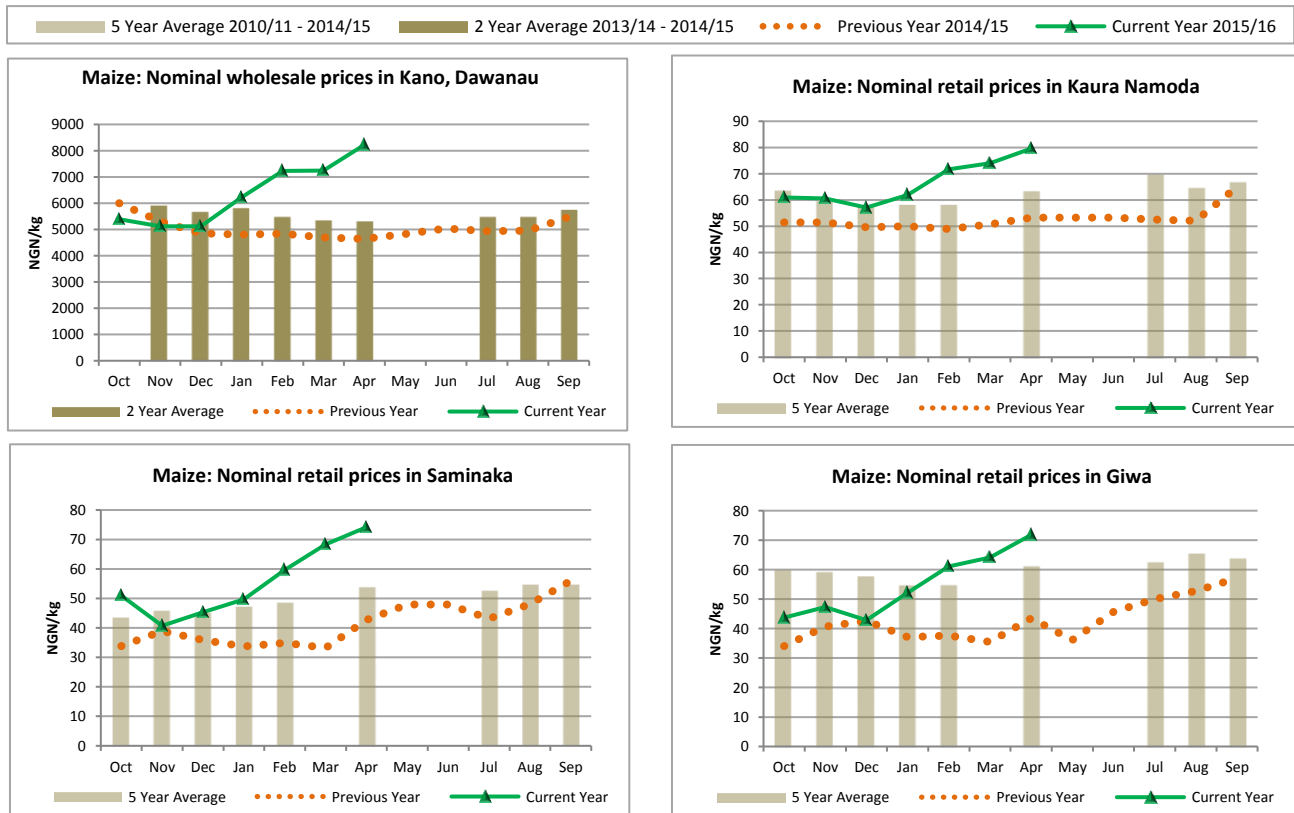 5 Year Average 2010/11 - 2014/15 2 Year Average 2013/14 - 2014/15 Previous Year 2014/15 Current Year 2015/16
Maize: Nominal wholesale prices in Kano, Dawanau
NGN/kg
9000
8000
7000
6000
5000
4000
3000
2000
1000
0
Oct Nov Dec Jan Feb Mar Apr May Jun Jul Aug Sep
2 Year Average Previous Year Current Year
Maize: Nominal retail prices in Kaura Namoda
NGN/kg
90
80
70
60
50
40
30
20
10
0
Oct Nov Dec Jan Feb Mar Apr May Jun Jul Aug Sep
5 Year Average Previous Year Current Year
Maize: Nominal retail prices in Saminaka
NGN/kg
80
70
60
50
40
30
20
10
0
Oct Nov Dec Jan Feb Mar Apr May Jun Jul Aug Sep
5 Year Average Previous Year Current Year
Maize: Nominal retail prices in Giwa
NGN/kg
80
70
60
50
40
30
20
10
0
Oct Nov Dec Jan Feb Mar Apr May Jun Jul Aug Sep
5 Year Average Previous Year Current Year